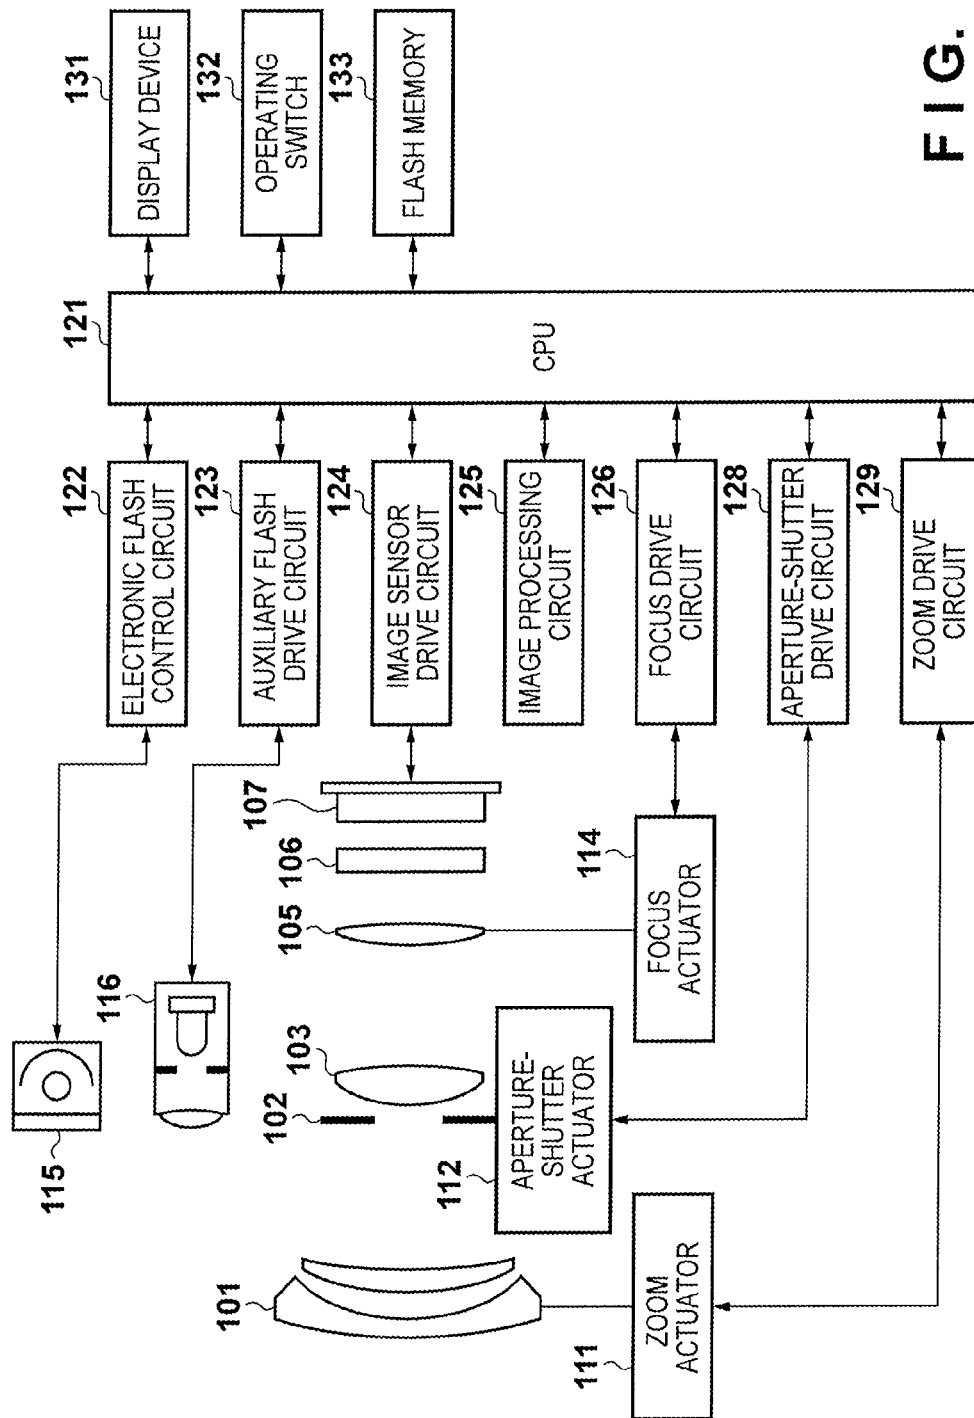 115
116
122
ELECTRONIC FLASH
CONTROL CIRCUIT
123
AUXILIARY FLASH
DRIVE CIRCUIT
101
102
103
105
106
107
124
IMAGE SENSOR
DRIVE CIRCUIT
125
IMAGE PROCESSING
CIRCUIT
111
ZOOM
ACTUATOR
112
APERTURE-
SHUTTER
ACTUATOR
114
FOCUS
ACTUATOR
126
FOCUS DRIVE
CIRCUIT
128
APERTURE-SHUTTER
DRIVE CIRCUIT
129
ZOOM DRIVE
CIRCUIT
121
CPU
131
DISPLAY DEVICE
132
OPERATING
SWITCH
133
FLASH MEMORY
FIG.